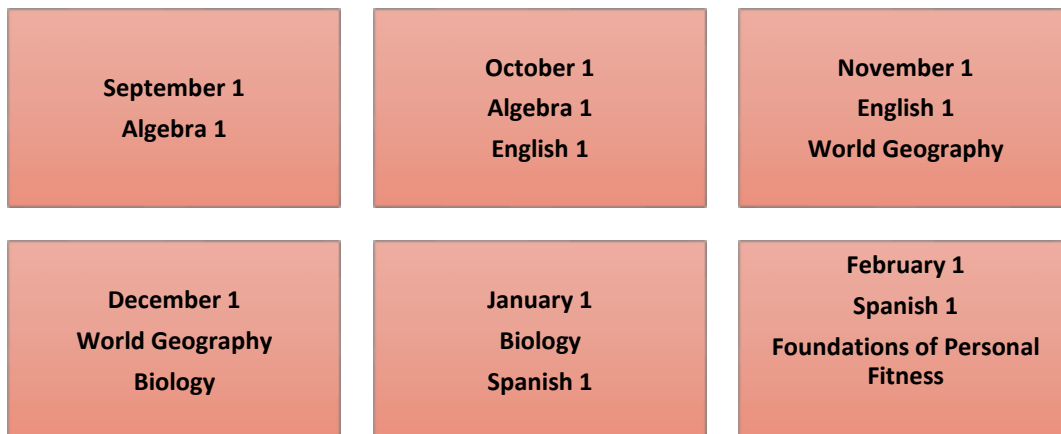 September 1
Algebra 1
October 1
Algebra 1
English 1
November 1
English 1
World Geography
December 1
World Geography
Biology
January 1
Biology
Spanish 1
February 1
Spanish 1
Foundations of Personal
Fitness